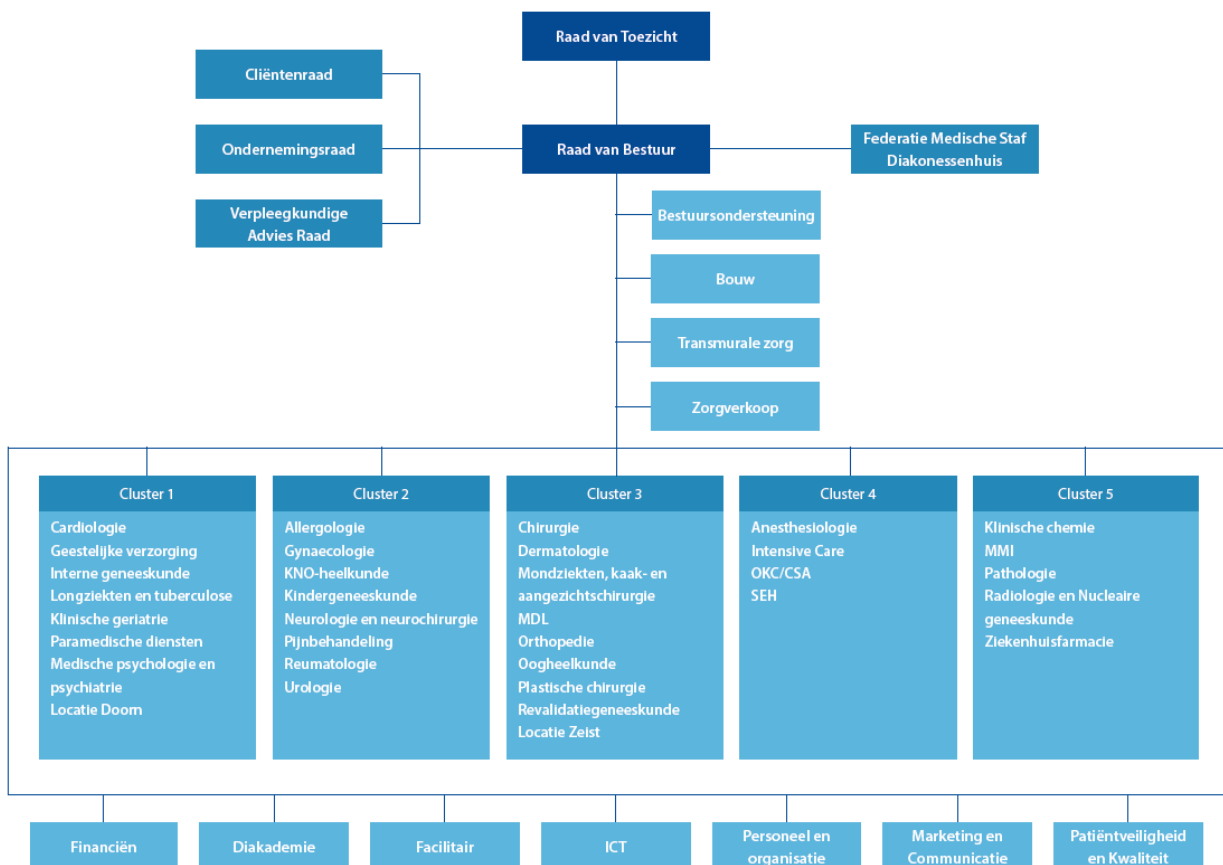 Raad van Toezicht
Cliëntenraad
Ondernemingsraad
Raad van Bestuur
Federatie Medische Staf
Diakonessenhuis
Verpleegkundige
Advies Raad
Bestuursondersteuning
Bouw
Transmurale zorg
Zorgverkoop
Cluster 1
Cardiologie
Geestelijke verzorging
Interne geneeskunde
Longziekten en tuberculose
Klinische geriatrie
Paramedische diensten
Medische psychologie en
psychiatrie
Locatie Doorn
Cluster 2
Allergologie
Gynaecologie
KNO-heelkunde
Kindergeneeskunde
Neurologie en neurochirurgie
Pijnbehandeling
Reumatologie
Urologie
Cluster 3
Chirurgie
Dermatologie
Mondziekten, kaak- en
aangezichtschirurgie
MDL
Orthopedie
Oogheelkunde
Plastische chirurgie
Revalidatiegeneeskunde
Locatie Zeist
Cluster 4
Anesthesiologie
Intensive Care
OKC/CSA
SEH
Cluster 5
Klinische chemie
MMI
Pathologie
Radiologie en Nucleaire
geneeskunde
Ziekenhuisfarmacie
Financiën
Diakademie
Facilitair
ICT
Personeel en
organisatie
Marketing en
Communicatie
Patiëntveiligheid
en Kwaliteit